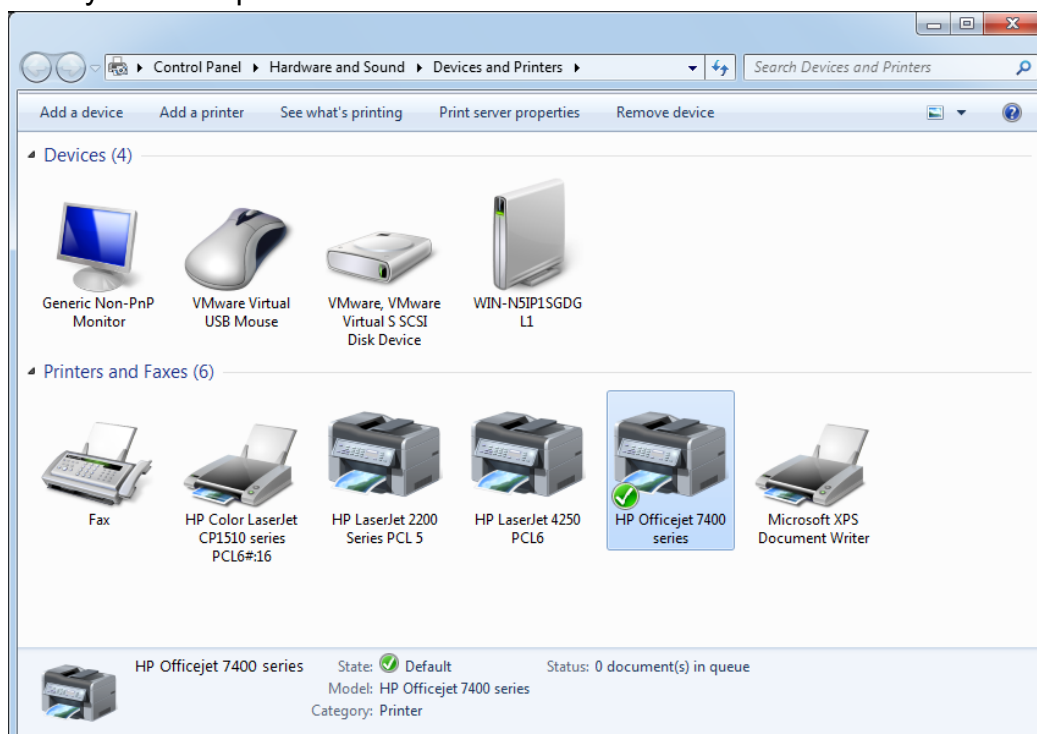 Control Panel ▸ Hardware and Sound ▸ Devices and Printers ▸
Search Devices and Printers
Add a device Add a printer See what's printing Print server properties Remove device
Devices (4)
Generic Non-PnP
Monitor
VMware Virtual
USB Mouse
VMware, VMware
Virtual S SCSI
Disk Device
WIN-N5IP1SGDG
L1
Printers and Faxes (6)
Fax
HP Color LaserJet
CP1510 series
PCL6#:16
HP LaserJet 2200
Series PCL 5
HP LaserJet 4250
PCL6
HP Officejet 7400
series
Microsoft XPS
Document Writer
HP Officejet 7400 series State: Default Status: 0 document(s) in queue
Model: HP Officejet 7400 series
Category: Printer